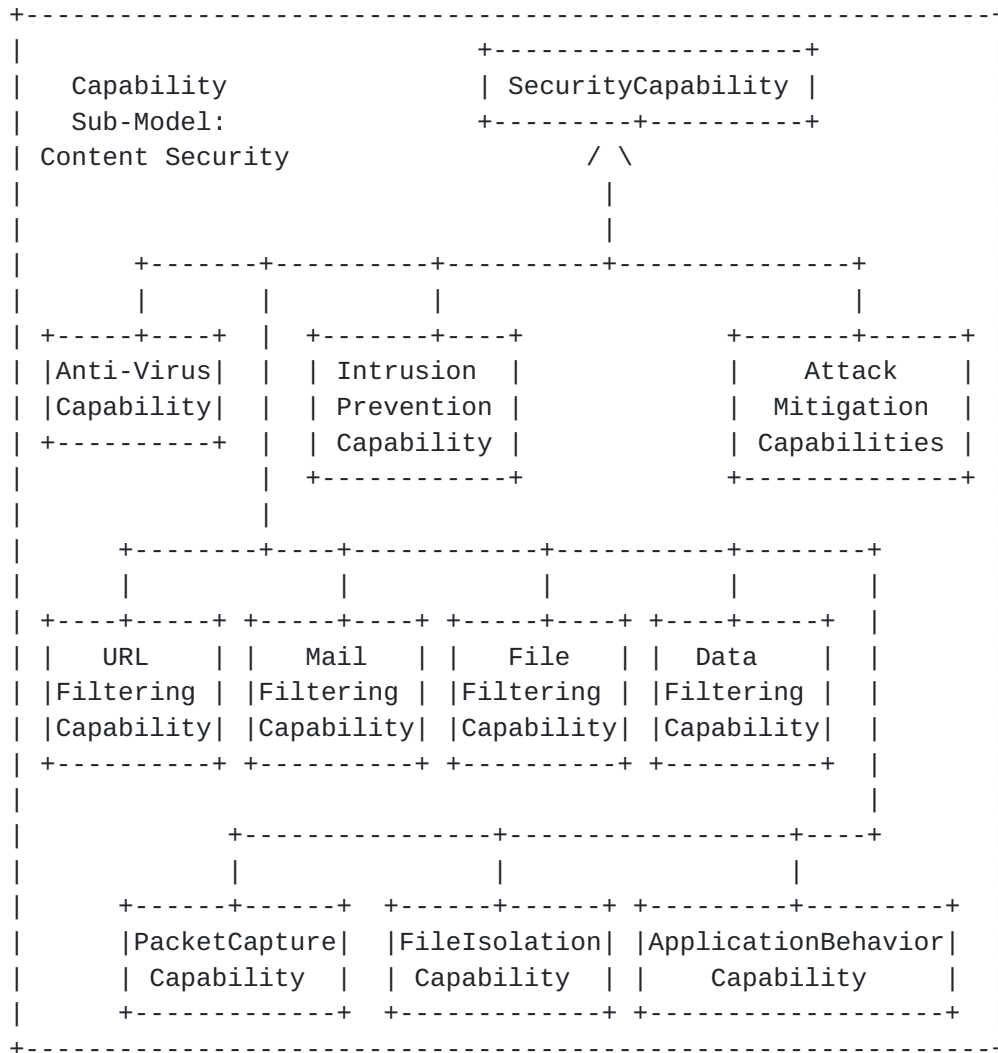 +--------------------------------------------------------------+
|                              +--------------------+
|   Capability                 | SecurityCapability |
|   Sub-Model:                 +---------+----------+
| Content Security                   / \
|                                     |
|                                     |
|       +-------+----------+----------+---------------+
|       |       |          |                          |
| +-----+----+  |  +-------+----+             +-------+------+
| |Anti-Virus|  |  | Intrusion  |             |    Attack    |
| |Capability|  |  | Prevention |             |  Mitigation  |
| +----------+  |  | Capability |             | Capabilities |
|               |  +------------+             +--------------+
|               |
|      +--------+----+------------+-----------+--------+
|      |             |            |           |        |
| +----+-----+ +-----+----+ +-----+----+ +----+-----+  |
| |   URL    | |   Mail   | |   File   | |  Data    |  |
| |Filtering | |Filtering | |Filtering | |Filtering |  |
| |Capability| |Capability| |Capability| |Capability|  |
| +----------+ +----------+ +----------+ +----------+  |
|                                                      |
|             +----------------+------------------+----+
|             |                |                  |
|      +------+------+  +------+------+ +---------+---------+
|      |PacketCapture|  |FileIsolation| |ApplicationBehavior|
|      | Capability  |  | Capability  | |    Capability     |
|      +-------------+  +-------------+ +-------------------+
+--------------------------------------------------------------+